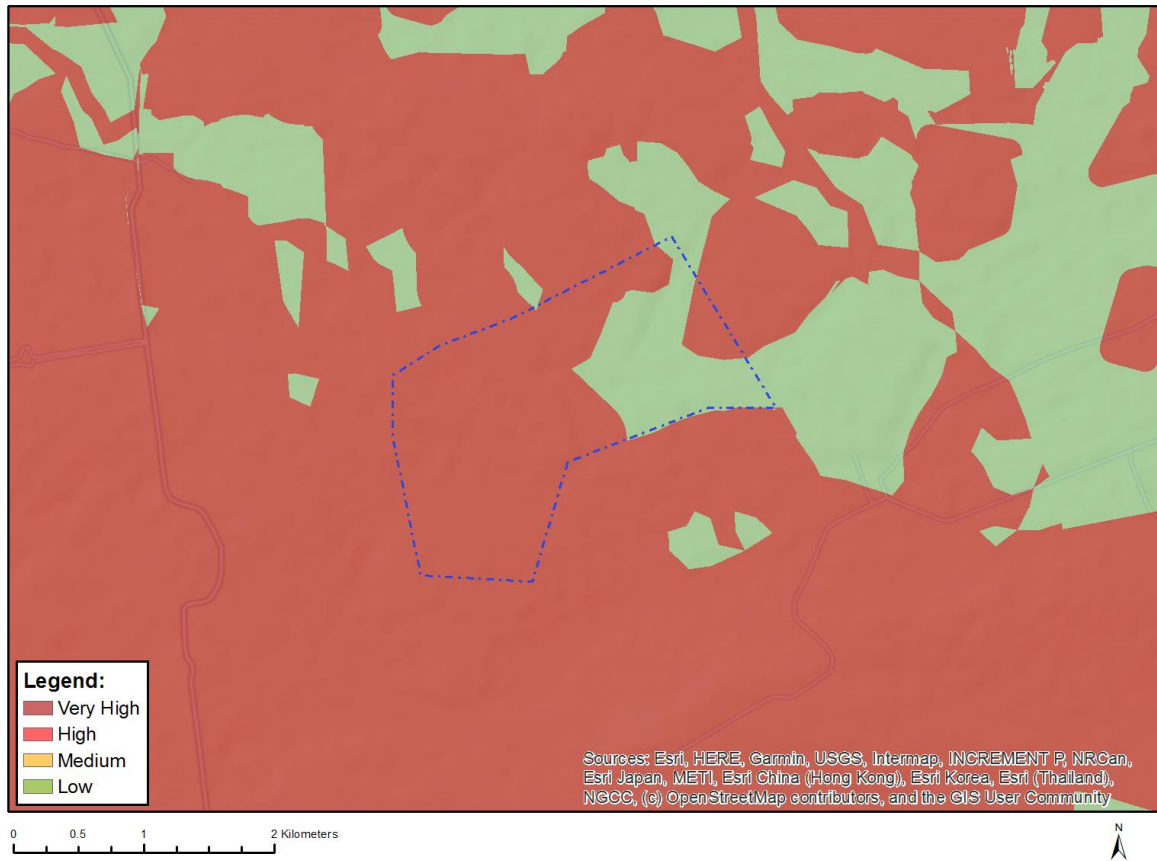 Legend:
Very High
High
Medium
Low
Sources: Esri, HERE, Garmin, USGS, Intermap, INCREMENT P, NRCan,
Esri Japan, METI, Esri China (Hong Kong), Esri Korea, Esri (Thailand),
NGCC, (c) OpenStreetMap contributors, and the GIS User Community
0 0.5 1 2 Kilometers
N